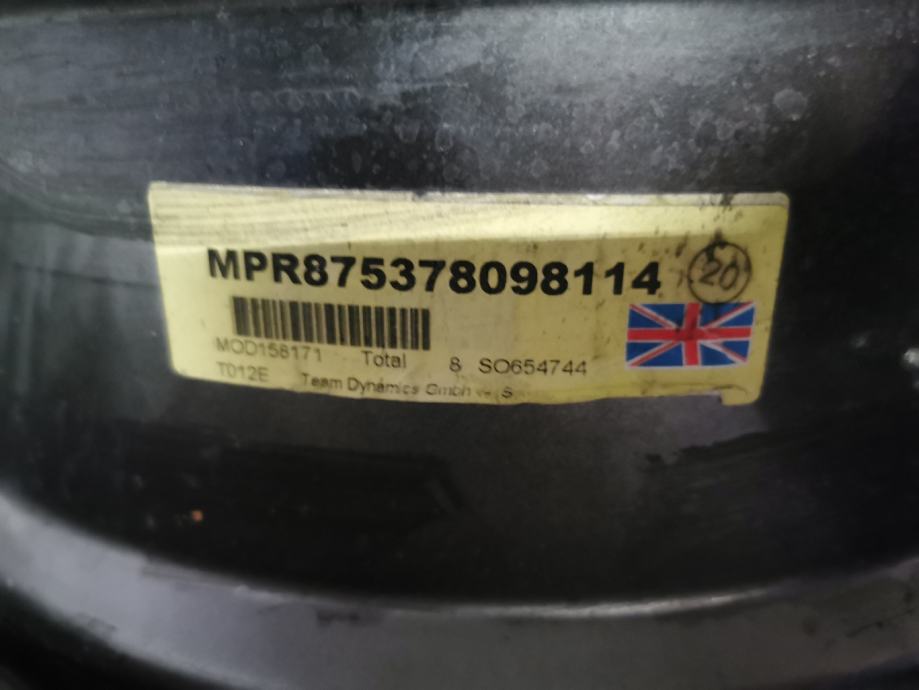 MPR875378098114 20
MOD158171 Total 8 SO654744
T012E Team Dynamics Gmbh